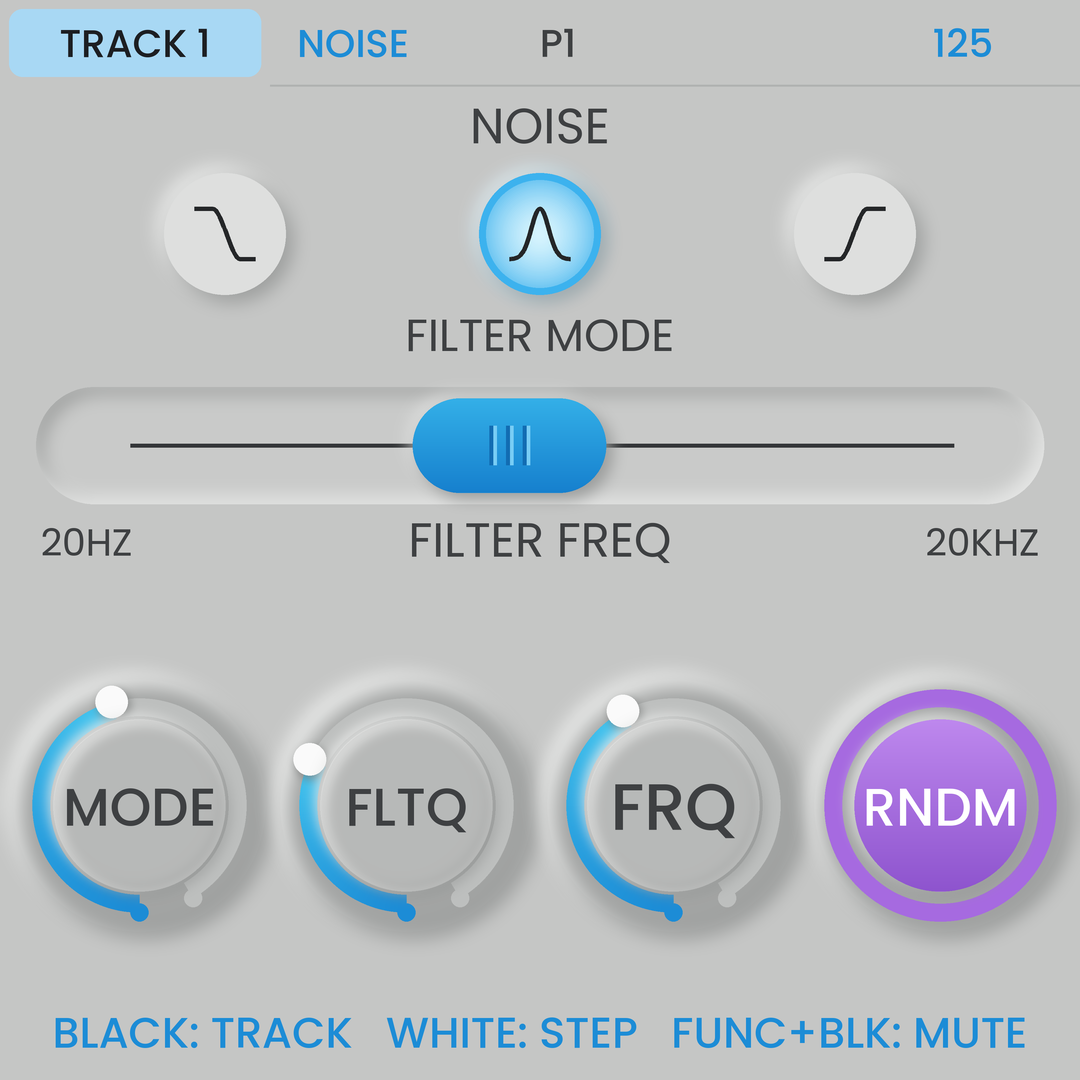 TRACK 1 NOISE P1 125
NOISE
FILTER MODE
20HZ FILTER FREQ 20KHZ
MODE FLTQ FRQ RNDM
BLACK: TRACK WHITE: STEP FUNC+BLK: MUTE